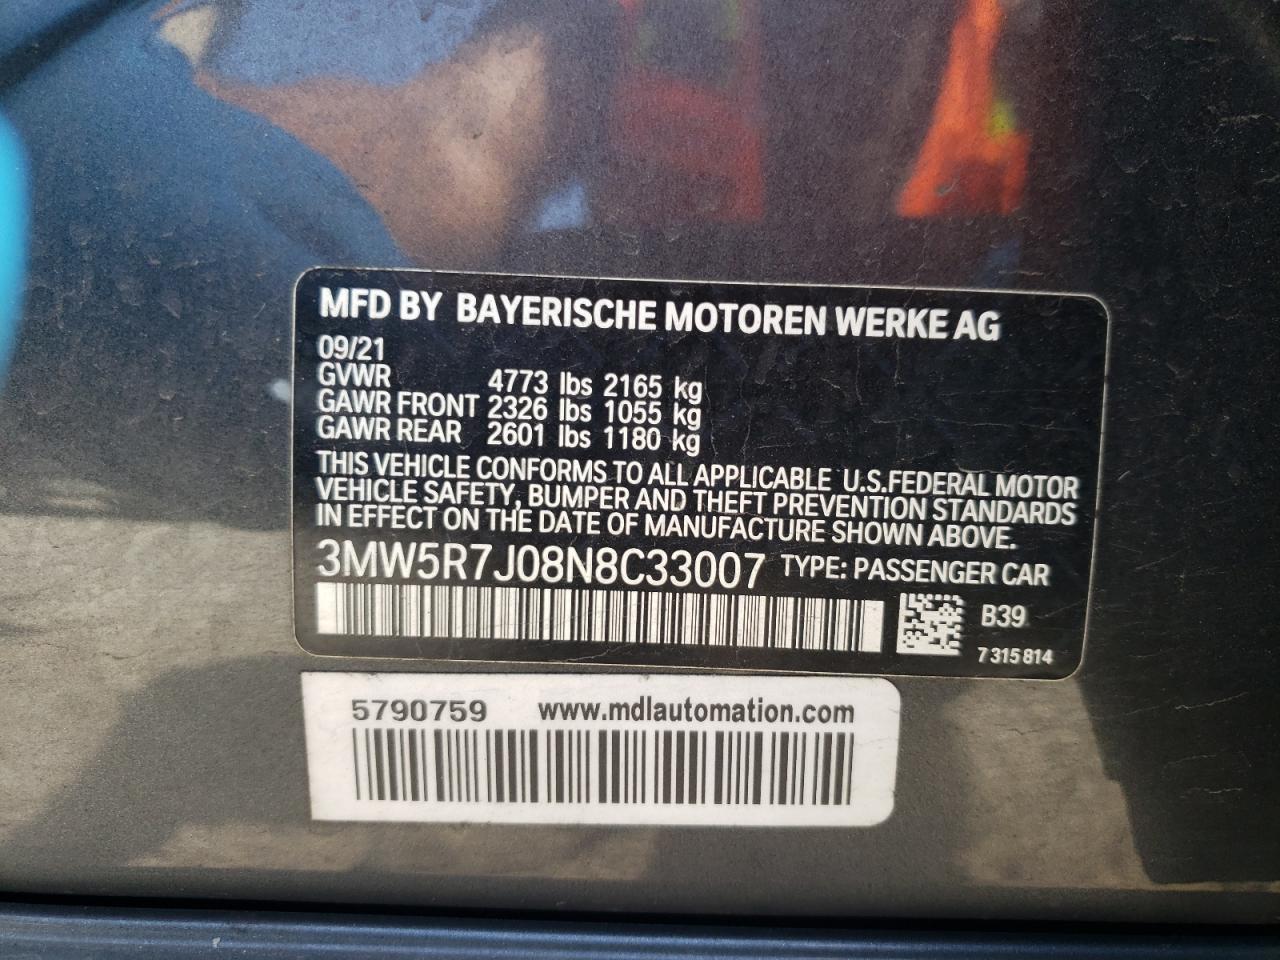 MFD BY BAYERISCHE MOTOREN WERKE AG
09/21
GVWR 4773 lbs 2165 kg
GAWR FRONT 2326 lbs 1055 kg
GAWR REAR 2601 lbs 1180 kg
THIS VEHICLE CONFORMS TO ALL APPLICABLE U.S.FEDERAL MOTOR
VEHICLE SAFETY, BUMPER AND THEFT PREVENTION STANDARDS
IN EFFECT ON THE DATE OF MANUFACTURE SHOWN ABOVE.
3MW5R7J08N8C33007 TYPE: PASSENGER CAR
B39
7 315 814
5790759 www.mdlautomation.com